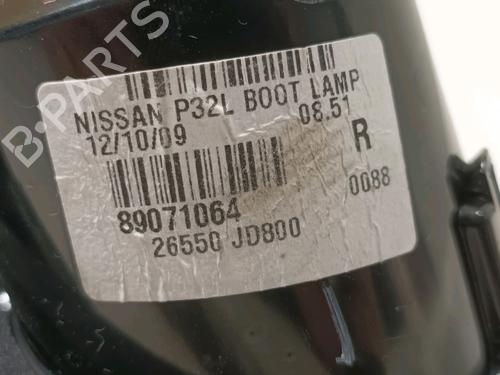 B-PARTS
NISSAN P32L BOOT LAMP
12/10/09 08.51
R
89071064 0088
26550 JD800